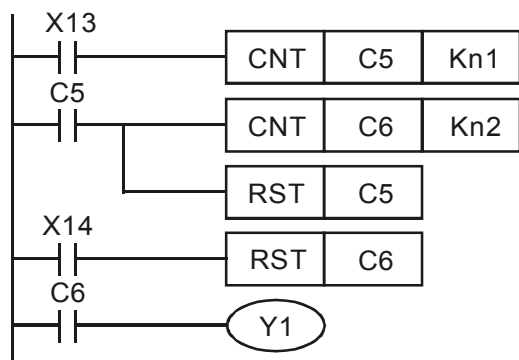 X13
CNT C5 Kn1
C5
CNT C6 Kn2
RST C5
X14
RST C6
C6
Y1